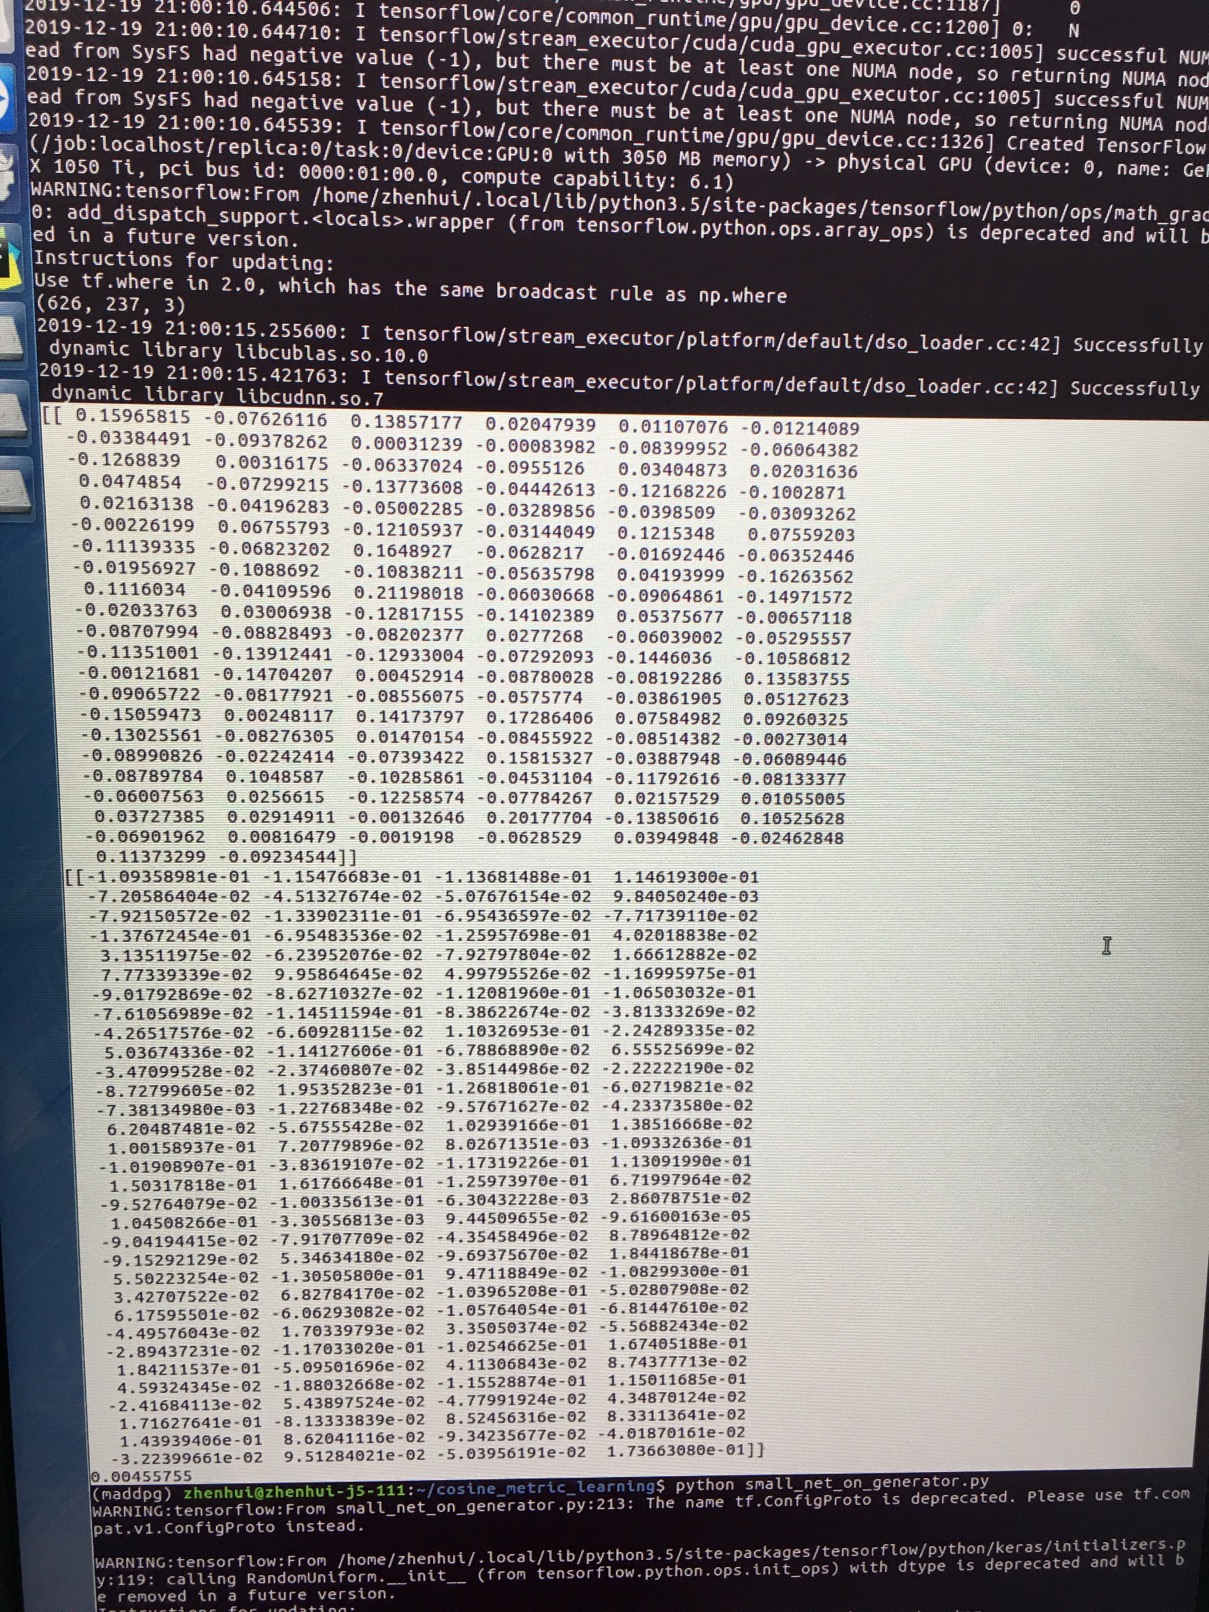 2019-12-19 21:00:10.644506: I tensorflow/core/common_runtime/gpu/gpu_device.cc:1187]      0
2019-12-19 21:00:10.644710: I tensorflow/core/common_runtime/gpu/gpu_device.cc:1200] 0:   N
ead from SysFS had negative value (-1), but there must be at least one NUMA node, so returning NUMA nod
2019-12-19 21:00:10.645158: I tensorflow/stream_executor/cuda/cuda_gpu_executor.cc:1005] successful NUM
ead from SysFS had negative value (-1), but there must be at least one NUMA node, so returning NUMA nod
2019-12-19 21:00:10.645539: I tensorflow/core/common_runtime/gpu/gpu_device.cc:1326] Created TensorFlow
(/job:localhost/replica:0/task:0/device:GPU:0 with 3050 MB memory) -> physical GPU (device: 0, name: GeF
X 1050 Ti, pci bus id: 0000:01:00.0, compute capability: 6.1)
WARNING:tensorflow:From /home/zhenhui/.local/lib/python3.5/site-packages/tensorflow/python/ops/math_grad
0: add_dispatch_support.<locals>.wrapper (from tensorflow.python.ops.array_ops) is deprecated and will b
ed in a future version.
Instructions for updating:
Use tf.where in 2.0, which has the same broadcast rule as np.where
(626, 237, 3)
2019-12-19 21:00:15.255600: I tensorflow/stream_executor/platform/default/dso_loader.cc:42] Successfully
dynamic library libcublas.so.10.0
2019-12-19 21:00:15.421763: I tensorflow/stream_executor/platform/default/dso_loader.cc:42] Successfully
dynamic library libcudnn.so.7
[[ 0.15965815 -0.07626116  0.13857177  0.02047939  0.01107076 -0.01214089
-0.03384491 -0.09378262  0.00031239 -0.00083982 -0.08399952 -0.06064382
-0.1268839   0.00316175 -0.06337024 -0.0955126   0.03404873  0.02031636
0.0474854  -0.07299215 -0.13773608 -0.04442613 -0.12168226 -0.1002871
0.02163138 -0.04196283 -0.05002285 -0.03289856 -0.0398509  -0.03093262
-0.00226199  0.06755793 -0.12105937 -0.03144049  0.1215348   0.07559203
-0.11139335 -0.06823202  0.1648927  -0.0628217  -0.01692446 -0.06352446
-0.01956927 -0.1088692  -0.10838211 -0.05635798  0.04193999 -0.16263562
0.1116034  -0.04109596  0.21198018 -0.06030668 -0.09064861 -0.14971572
-0.02033763  0.03006938 -0.12817155 -0.14102389  0.05375677 -0.00657118
-0.08707994 -0.08828493 -0.08202377  0.0277268  -0.06039002 -0.05295557
-0.11351001 -0.13912441 -0.12933004 -0.07292093 -0.1446036  -0.10586812
-0.00121681 -0.14704207  0.00452914 -0.08780028 -0.08192286  0.13583755
-0.09065722 -0.08177921 -0.08556075 -0.0575774  -0.03861905  0.05127623
-0.15059473  0.00248117  0.14173797  0.17286406  0.07584982  0.09260325
-0.13025561 -0.08276305  0.01470154 -0.08455922 -0.08514382 -0.00273014
-0.08990826 -0.02242414 -0.07393422  0.15815327 -0.03887948 -0.06089446
-0.08789784  0.1048587  -0.10285861 -0.04531104 -0.11792616 -0.08133377
-0.06007563  0.0256615  -0.12258574 -0.07784267  0.02157529  0.01055005
0.03727385  0.02914911 -0.00132646  0.20177704 -0.13850616  0.10525628
-0.06901962  0.00816479 -0.0019198  -0.0628529   0.03949848 -0.02462848
0.11373299 -0.09234544]]
[[-1.09358981e-01 -1.15476683e-01 -1.13681488e-01  1.14619300e-01
-7.20586404e-02 -4.51327674e-02 -5.07676154e-02  9.84050240e-03
-7.92150572e-02 -1.33902311e-01 -6.95436597e-02 -7.71739110e-02
-1.37672454e-01 -6.95483536e-02 -1.25957698e-01  4.02018838e-02
3.13511975e-02 -6.23952076e-02 -7.92797804e-02  1.66612882e-02
7.77339339e-02  9.95864645e-02  4.99795526e-02 -1.16995975e-01
-9.01792869e-02 -8.62710327e-02 -1.12081960e-01 -1.06503032e-01
-7.61056989e-02 -1.14511594e-01 -8.38622674e-02 -3.81333269e-02
-4.26517576e-02 -6.60928115e-02  1.10326953e-01 -2.24289335e-02
5.03674336e-02 -1.14127606e-01 -6.78868890e-02  6.55525699e-02
-3.47099528e-02 -2.37460807e-02 -3.85144986e-02 -2.22222190e-02
-8.72799605e-02  1.95352823e-01 -1.26818061e-01 -6.02719821e-02
-7.38134980e-03 -1.22768348e-02 -9.57671627e-02 -4.23373580e-02
6.20487481e-02 -5.67555428e-02  1.02939166e-01  1.38516668e-02
1.00158937e-01  7.20779896e-02  8.02671351e-03 -1.09332636e-01
-1.01908907e-01 -3.83619107e-02 -1.17319226e-01  1.13091990e-01
1.50317818e-01  1.61766648e-01 -1.25973970e-01  6.71997964e-02
-9.52764079e-02 -1.00335613e-01 -6.30432228e-03  2.86078751e-02
1.04508266e-01 -3.30556813e-03  9.44509655e-02 -9.61600163e-05
-9.04194415e-02 -7.91707709e-02 -4.35458496e-02  8.78964812e-02
-9.15292129e-02  5.34634180e-02 -9.69375670e-02  1.84418678e-01
5.50223254e-02 -1.30505800e-01  9.47118849e-02 -1.08299300e-01
3.42707522e-02  6.82784170e-02 -1.03965208e-01 -5.02807908e-02
6.17595501e-02 -6.06293082e-02 -1.05764054e-01 -6.81447610e-02
-4.49576043e-02  1.70339793e-02  3.35050374e-02 -5.56882434e-02
-2.89437231e-02 -1.17033020e-01 -1.02546625e-01  1.67405188e-01
1.84211537e-01 -5.09501696e-02  4.11306843e-02  8.74377713e-02
4.59324345e-02 -1.88032668e-02 -1.15528874e-01  1.15011685e-01
-2.41684113e-02  5.43897524e-02 -4.77991924e-02  4.34870124e-02
1.71627641e-01 -8.13333839e-02  8.52456316e-02  8.33113641e-02
1.43939406e-01  8.62041116e-02 -9.34235677e-02 -4.01870161e-02
-3.22399661e-02  9.51284021e-02 -5.03956191e-02  1.73663080e-01]]
0.00455755
(maddpg) zhenhui@zhenhui-j5-111:~/cosine_metric_learning$ python small_net_on_generator.py
WARNING:tensorflow:From small_net_on_generator.py:213: The name tf.ConfigProto is deprecated. Please use tf.com
pat.v1.ConfigProto instead.
WARNING:tensorflow:From /home/zhenhui/.local/lib/python3.5/site-packages/tensorflow/python/keras/initializers.p
y:119: calling RandomUniform.__init__ (from tensorflow.python.ops.init_ops) with dtype is deprecated and will b
e removed in a future version.
Instructions for updating: